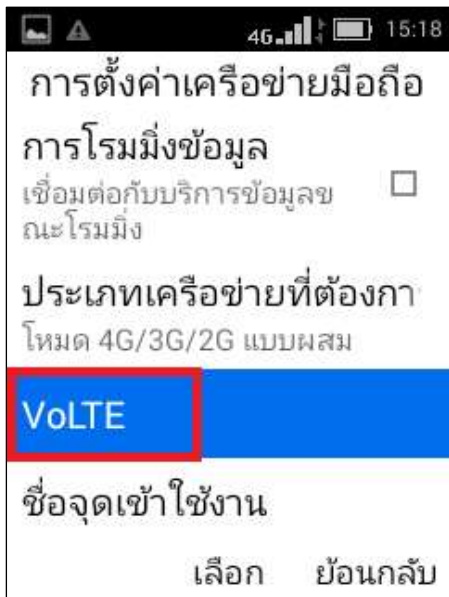 4G 15:18
การตั้งค่าเครือข่ายมือถือ
การโรมมิ่งข้อมูล
เชื่อมต่อกับบริการข้อมูลข
ณะโรมมิ่ง
ประเภทเครือข่ายที่ต้องกา
โหมด 4G/3G/2G แบบผสม
VoLTE
ชื่อจุดเข้าใช้งาน
เลือก ย้อนกลับ